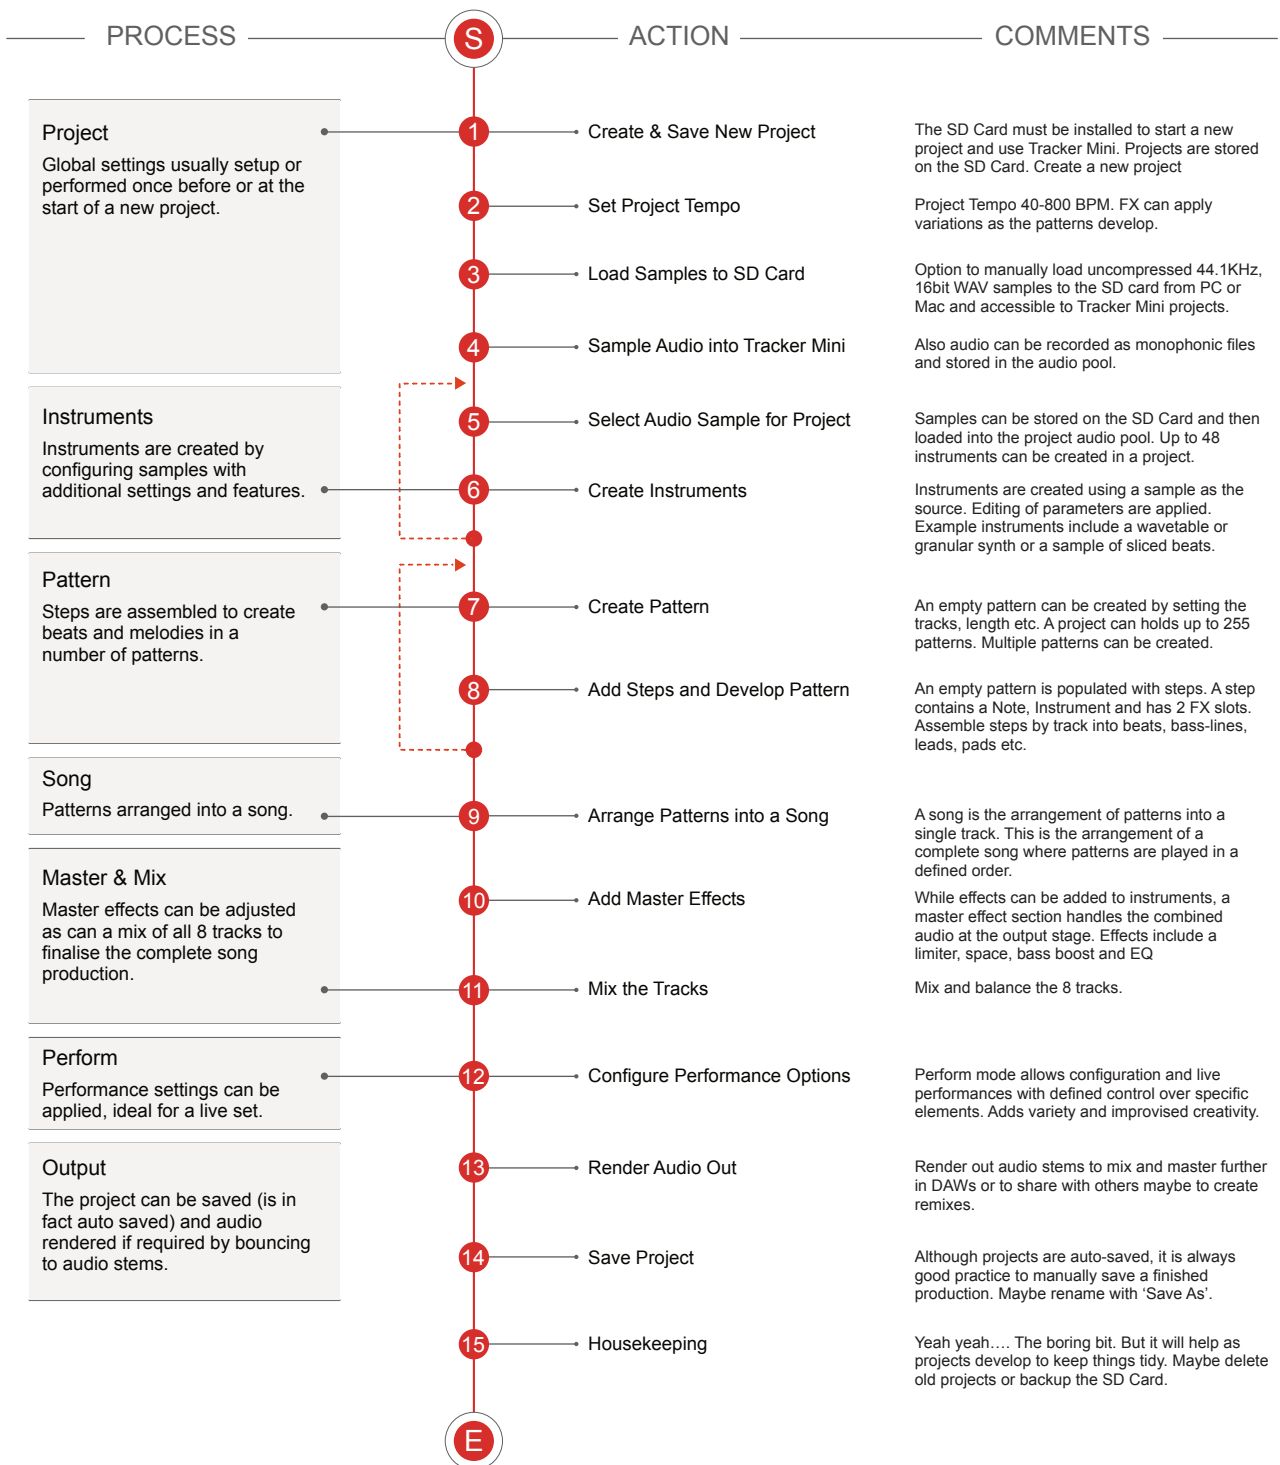 PROCESS
S
ACTION
COMMENTS
Project
Global settings usually setup or
performed once before or at the
start of a new project.
1
Create & Save New Project
The SD Card must be installed to start a new
project and use Tracker Mini. Projects are stored
on the SD Card. Create a new project
2
Set Project Tempo
Project Tempo 40-800 BPM. FX can apply
variations as the patterns develop.
3
Load Samples to SD Card
Option to manually load uncompressed 44.1KHz,
16bit WAV samples to the SD card from PC or
Mac and accessible to Tracker Mini projects.
4
Sample Audio into Tracker Mini
Also audio can be recorded as monophonic files
and stored in the audio pool.
Instruments
Instruments are created by
configuring samples with
additional settings and features.
5
Select Audio Sample for Project
Samples can be stored on the SD Card and then
loaded into the project audio pool. Up to 48
instruments can be created in a project.
6
Create Instruments
Instruments are created using a sample as the
source. Editing of parameters are applied.
Example instruments include a wavetable or
granular synth or a sample of sliced beats.
Pattern
Steps are assembled to create
beats and melodies in a
number of patterns.
7
Create Pattern
An empty pattern can be created by setting the
tracks, length etc. A project can holds up to 255
patterns. Multiple patterns can be created.
8
Add Steps and Develop Pattern
An empty pattern is populated with steps. A step
contains a Note, Instrument and has 2 FX slots.
Assemble steps by track into beats, bass-lines,
leads, pads etc.
Song
Patterns arranged into a song.
9
Arrange Patterns into a Song
A song is the arrangement of patterns into a
single track. This is the arrangement of a
complete song where patterns are played in a
defined order.
Master & Mix
Master effects can be adjusted
as can a mix of all 8 tracks to
finalise the complete song
production.
10
Add Master Effects
While effects can be added to instruments, a
master effect section handles the combined
audio at the output stage. Effects include a
limiter, space, bass boost and EQ
11
Mix the Tracks
Mix and balance the 8 tracks.
Perform
Performance settings can be
applied, ideal for a live set.
12
Configure Performance Options
Perform mode allows configuration and live
performances with defined control over specific
elements. Adds variety and improvised creativity.
Output
The project can be saved (is in
fact auto saved) and audio
rendered if required by bouncing
to audio stems.
13
Render Audio Out
Render out audio stems to mix and master further
in DAWs or to share with others maybe to create
remixes.
14
Save Project
Although projects are auto-saved, it is always
good practice to manually save a finished
production. Maybe rename with ‘Save As’.
15
Housekeeping
Yeah yeah…. The boring bit. But it will help as
projects develop to keep things tidy. Maybe delete
old projects or backup the SD Card.
E